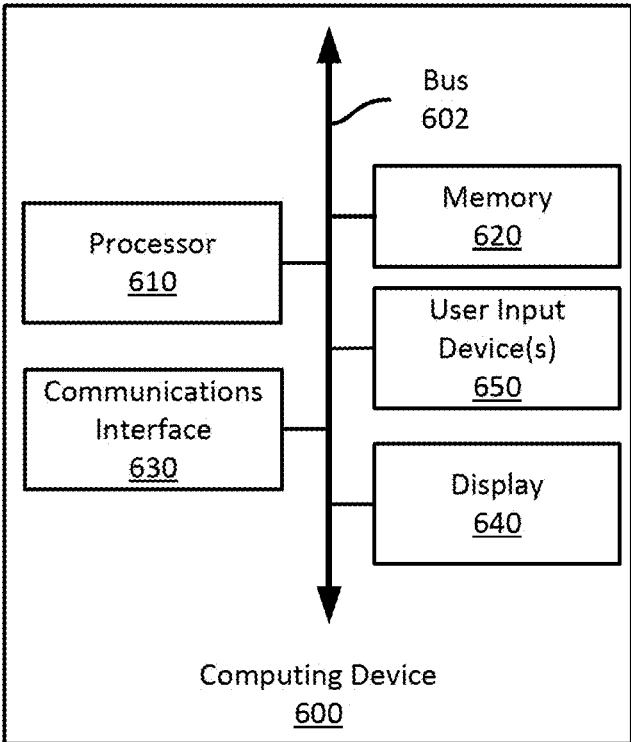 Bus
602
Memory
620
Processor
610
User Input
Device(s)
650
Communications
Interface
630
Display
640
Computing Device
600